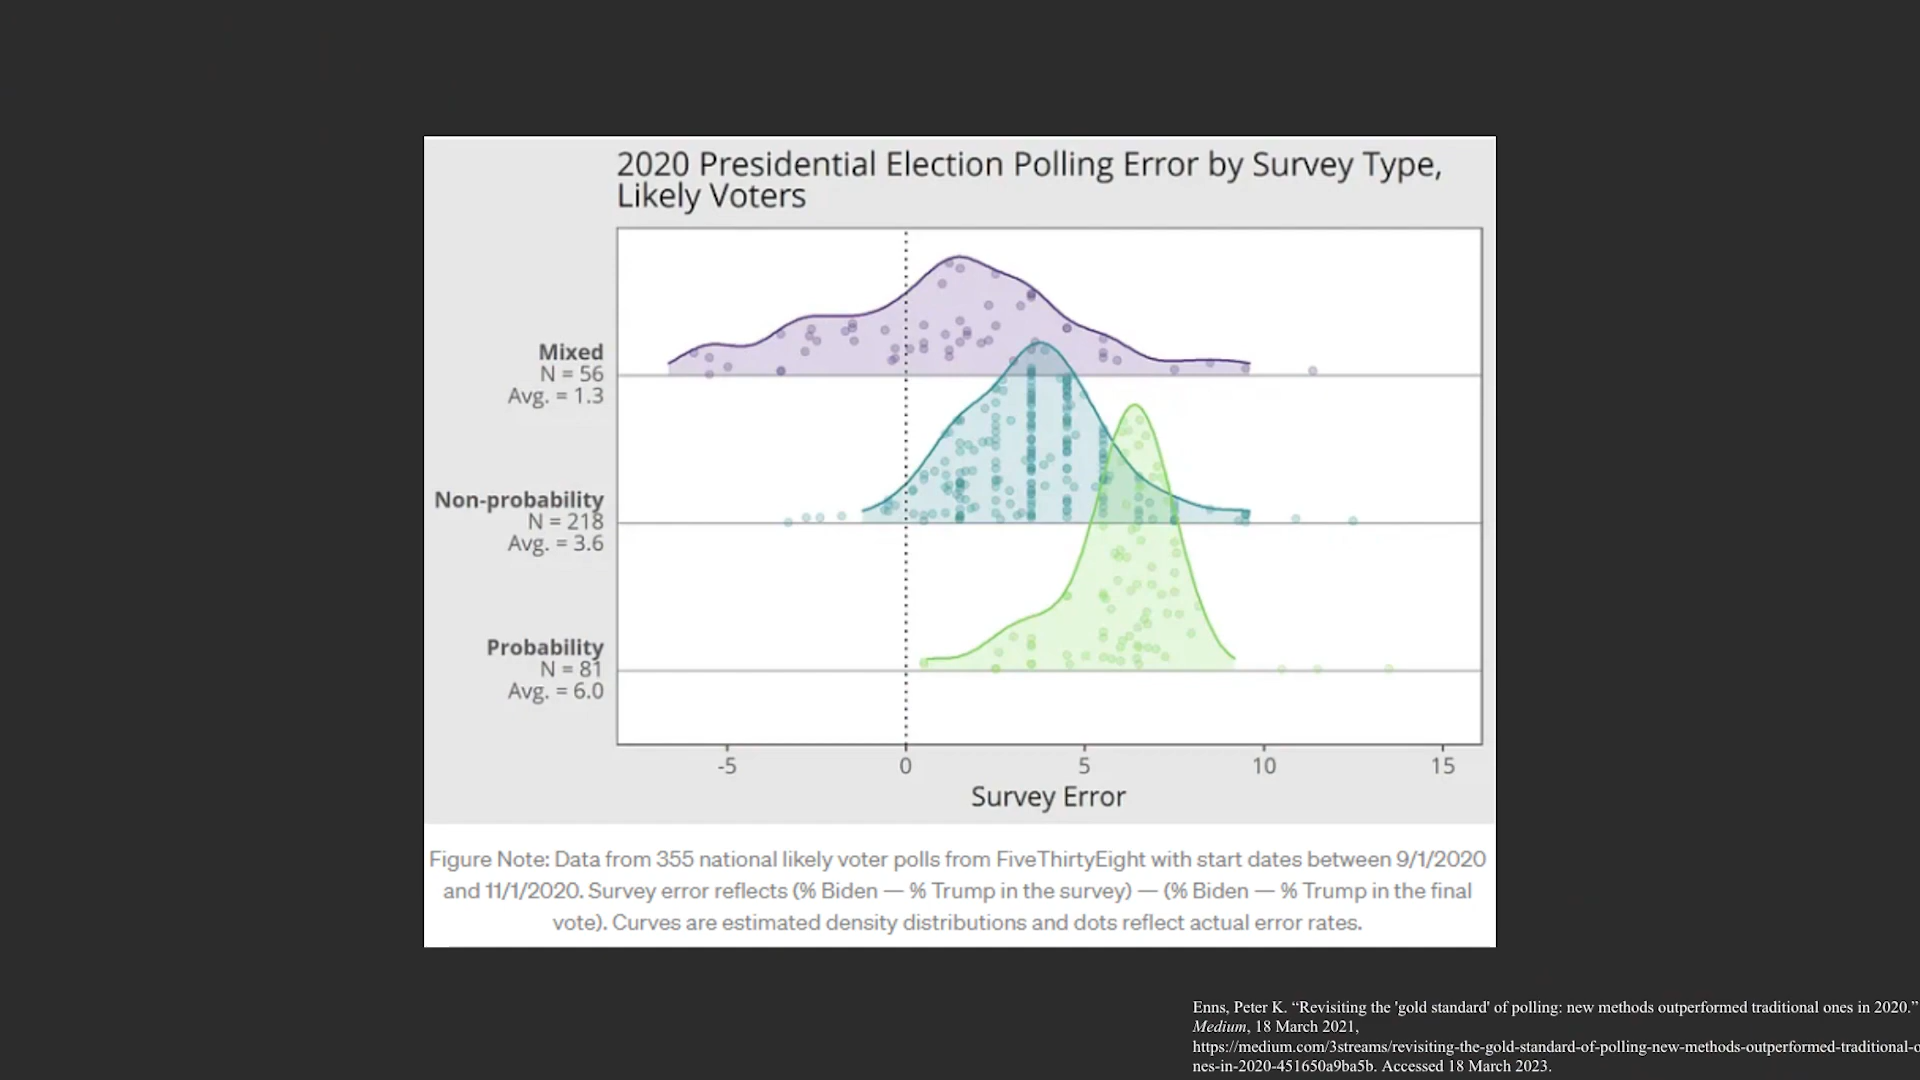 2020 Presidential Election Polling Error by Survey Type,
Likely Voters
Mixed
N = 56
Avg. = 1.3
Non-probability
N = 218
Avg. = 3.6
Probability
N = 81
Avg. = 6.0
-5 0 5 10 15
Survey Error
Figure Note: Data from 355 national likely voter polls from FiveThirtyEight with start dates between 9/1/2020
and 11/1/2020. Survey error reflects (% Biden — % Trump in the survey) — (% Biden — % Trump in the final
vote). Curves are estimated density distributions and dots reflect actual error rates.
Enns, Peter K. “Revisiting the 'gold standard' of polling: new methods outperformed traditional ones in 2020.”
Medium, 18 March 2021,
https://medium.com/3streams/revisiting-the-gold-standard-of-polling-new-methods-outperformed-traditional-o
nes-in-2020-451650a9ba5b. Accessed 18 March 2023.